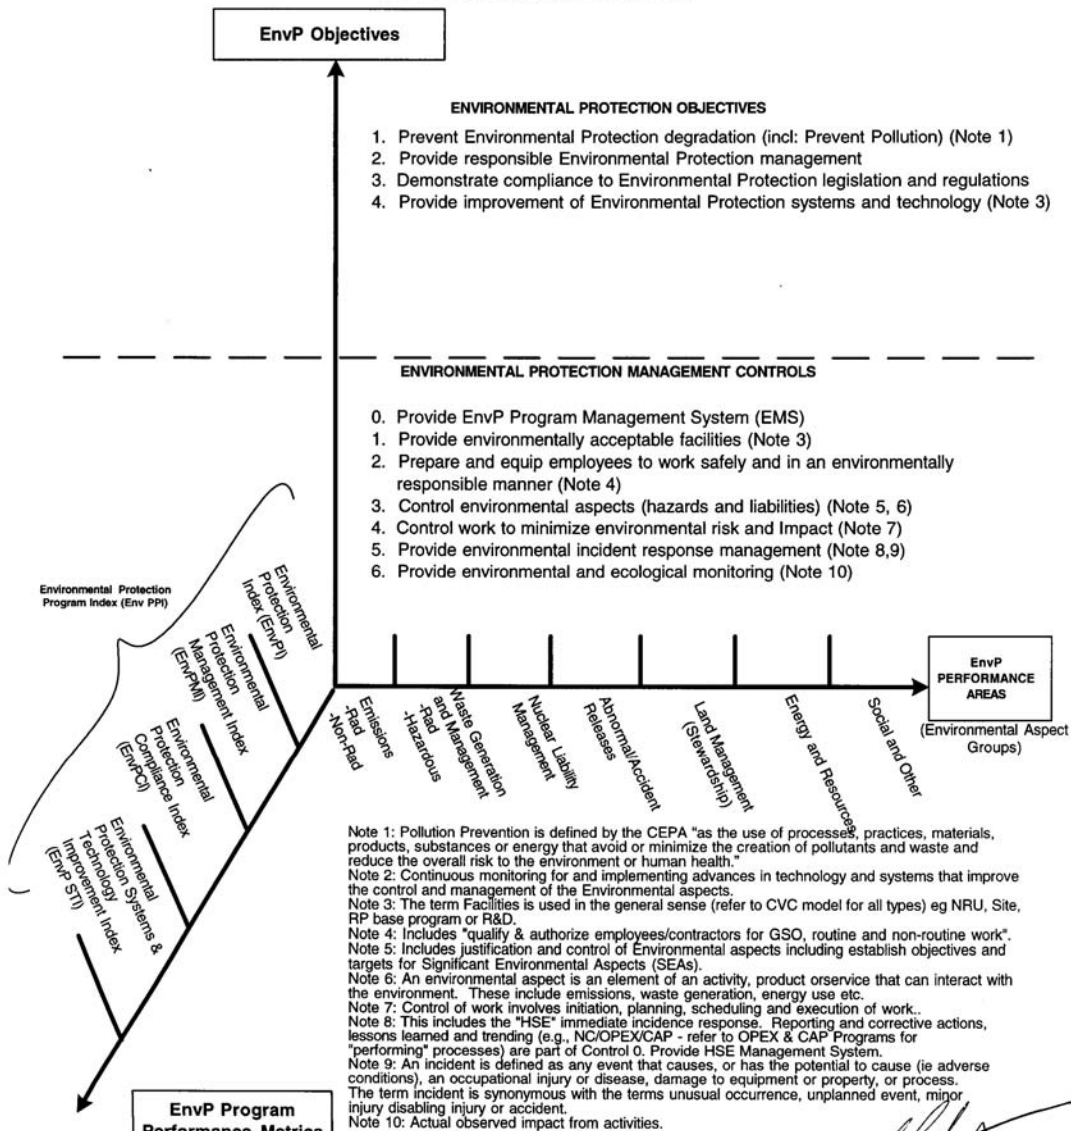 EnvP Objectives
ENVIRONMENTAL PROTECTION OBJECTIVES
1. Prevent Environmental Protection degradation (incl: Prevent Pollution) (Note 1)
2. Provide responsible Environmental Protection management
3. Demonstrate compliance to Environmental Protection legislation and regulations
4. Provide improvement of Environmental Protection systems and technology (Note 3)
ENVIRONMENTAL PROTECTION MANAGEMENT CONTROLS
0. Provide EnvP Program Management System (EMS)
1. Provide environmentally acceptable facilities (Note 3)
2. Prepare and equip employees to work safely and in an environmentally
responsible manner (Note 4)
3. Control environmental aspects (hazards and liabilities) (Note 5, 6)
4. Control work to minimize environmental risk and Impact (Note 7)
5. Provide environmental incident response management (Note 8,9)
6. Provide environmental and ecological monitoring (Note 10)
Environmental Protection
Program Index (Env PPI)
Environmental
Protection
Index (EnvPI)
Environmental
Protection
Management Index
(EnvPMI)
Environmental
Protection
Compliance Index
(EnvPCI)
Environmental
Protection Systems &
Technology
Improvement Index
(EnvP STI)
Emissions
-Rad
-Non-Rad
Waste Generation
and Management
-Rad
-Hazardous
Nuclear Liability
Management
Abnormal/Accident
Releases
Land Management
(Stewardship)
Energy and Resources
Social and Other
EnvP
PERFORMANCE
AREAS
(Environmental Aspect
Groups)
Note 1: Pollution Prevention is defined by the CEPA "as the use of processes, practices, materials,
products, substances or energy that avoid or minimize the creation of pollutants and waste and
reduce the overall risk to the environment or human health."
Note 2: Continuous monitoring for and implementing advances in technology and systems that improve
the control and management of the Environmental aspects.
Note 3: The term Facilities is used in the general sense (refer to CVC model for all types) eg NRU, Site,
RP base program or R&D.
Note 4: Includes "qualify & authorize employees/contractors for GSO, routine and non-routine work".
Note 5: Includes justification and control of Environmental aspects including establish objectives and
targets for Significant Environmental Aspects (SEAs).
Note 6: An environmental aspect is an element of an activity, product orservice that can interact with
the environment. These include emissions, waste generation, energy use etc.
Note 7: Control of work involves initiation, planning, scheduling and execution of work..
Note 8: This includes the "HSE" immediate incidence response. Reporting and corrective actions,
lessons learned and trending (e.g., NC/OPEX/CAP - refer to OPEX & CAP Programs for
"performing" processes) are part of Control 0. Provide HSE Management System.
Note 9: An incident is defined as any event that causes, or has the potential to cause (ie adverse
conditions), an occupational injury or disease, damage to equipment or property, or process.
The term incident is synonymous with the terms unusual occurrence, unplanned event, minor
injury disabling injury or accident.
Note 10: Actual observed impact from activities.
EnvP Program
Performance Metrics